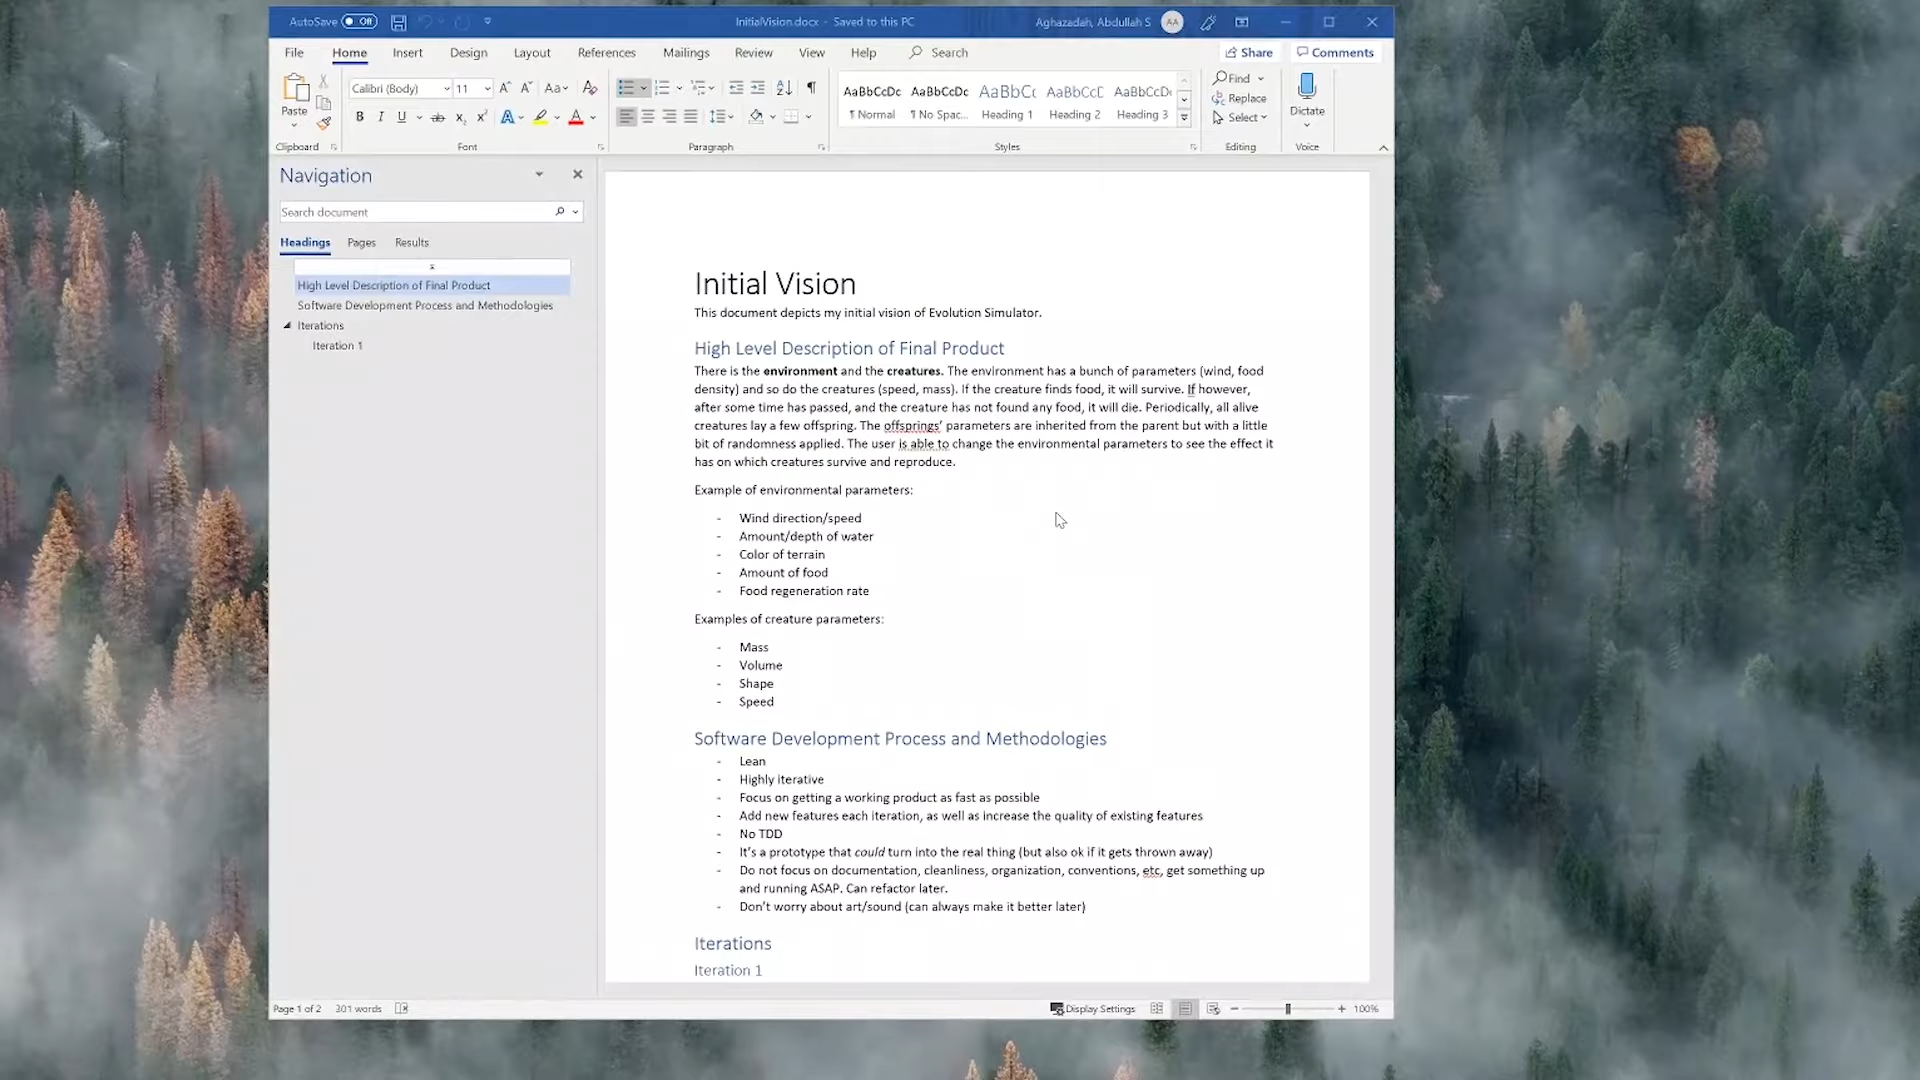 AutoSave Off InitialVision.docx - Saved to this PC Aghazadah, Abdullah S AA
File Home Insert Design Layout References Mailings Review View Help Search Share Comments
Paste
Calibri (Body) 11 Aa
B I U ab x₂ x² A A
AaBbCcDc AaBbCcDc AaBbCc AaBbCcD AaBbCcDc
¶ Normal ¶ No Spac... Heading 1 Heading 2 Heading 3
Find
Replace
Select
Dictate
Clipboard Font Paragraph Styles Editing Voice
Navigation
Search document
Headings Pages Results
High Level Description of Final Product
Software Development Process and Methodologies
Iterations
Iteration 1
Initial Vision
This document depicts my initial vision of Evolution Simulator.
High Level Description of Final Product
There is the environment and the creatures. The environment has a bunch of parameters (wind, food
density) and so do the creatures (speed, mass). If the creature finds food, it will survive. If however,
after some time has passed, and the creature has not found any food, it will die. Periodically, all alive
creatures lay a few offspring. The offsprings’ parameters are inherited from the parent but with a little
bit of randomness applied. The user is able to change the environmental parameters to see the effect it
has on which creatures survive and reproduce.
Example of environmental parameters:
- Wind direction/speed
- Amount/depth of water
- Color of terrain
- Amount of food
- Food regeneration rate
Examples of creature parameters:
- Mass
- Volume
- Shape
- Speed
Software Development Process and Methodologies
- Lean
- Highly iterative
- Focus on getting a working product as fast as possible
- Add new features each iteration, as well as increase the quality of existing features
- No TDD
- It’s a prototype that could turn into the real thing (but also ok if it gets thrown away)
- Do not focus on documentation, cleanliness, organization, conventions, etc, get something up
and running ASAP. Can refactor later.
- Don’t worry about art/sound (can always make it better later)
Iterations
Iteration 1
Page 1 of 2 301 words Display Settings 100%